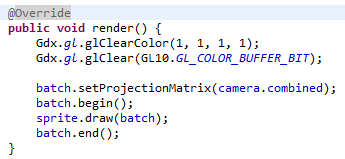 @Override
public void render() {
    Gdx.gl.glClearColor(1, 1, 1, 1);
    Gdx.gl.glClear(GL10.GL_COLOR_BUFFER_BIT);

    batch.setProjectionMatrix(camera.combined);
    batch.begin();
    sprite.draw(batch);
    batch.end();
}